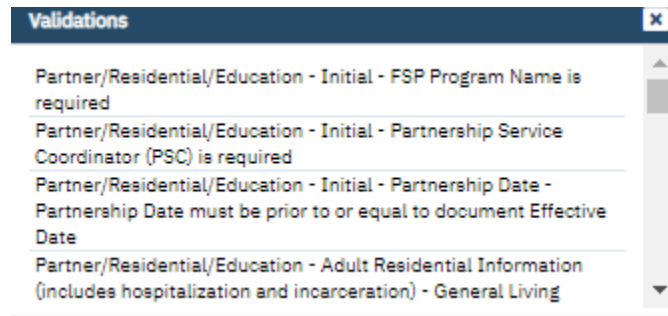 Validations
Partner/Residential/Education - Initial - FSP Program Name is
required
Partner/Residential/Education - Initial - Partnership Service
Coordinator (PSC) is required
Partner/Residential/Education - Initial - Partnership Date -
Partnership Date must be prior to or equal to document Effective
Date
Partner/Residential/Education - Adult Residential Information
(includes hospitalization and incarceration) - General Living